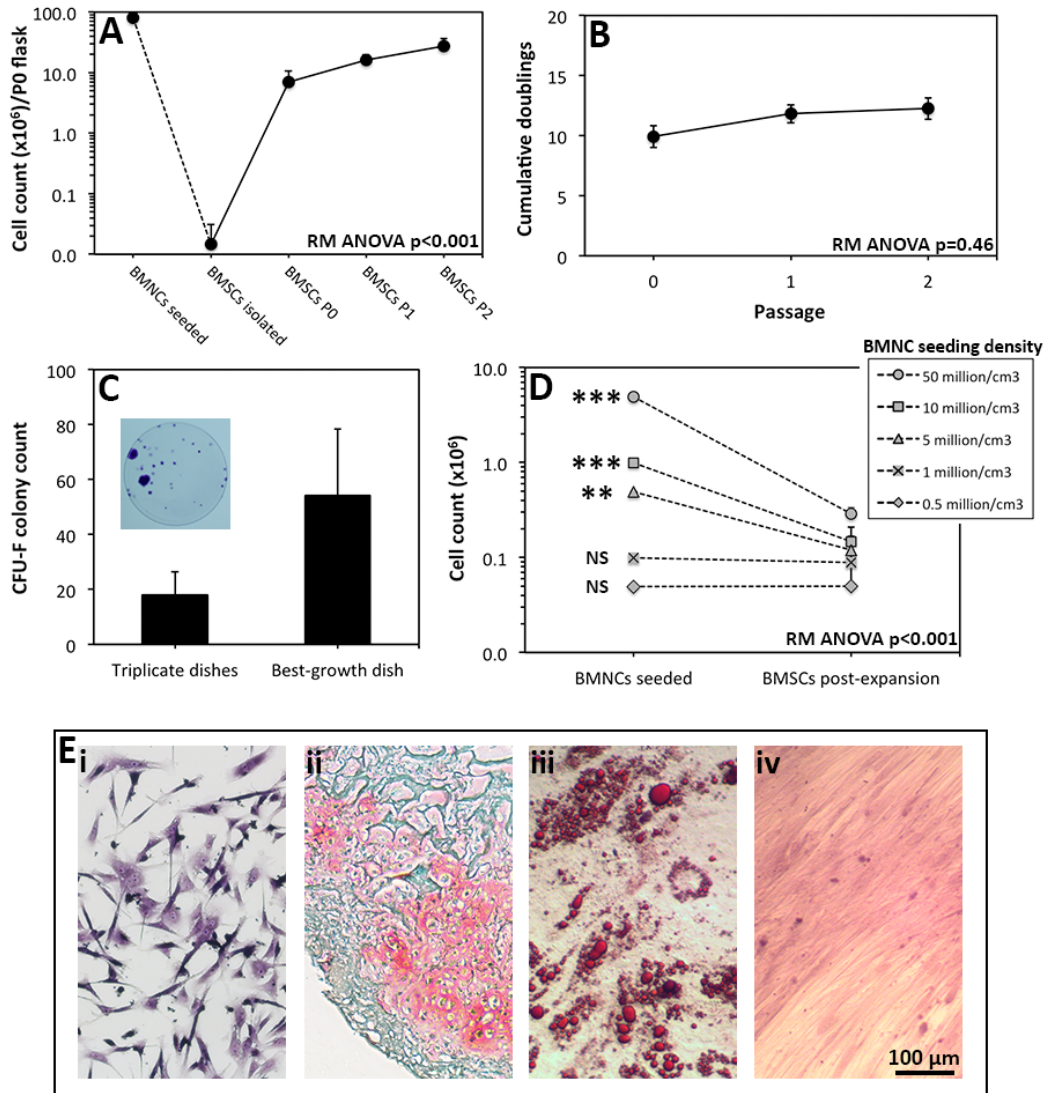 A
Cell count (x10⁶)/P0 flask
100.0
10.0
1.0
0.1
0.0
RM ANOVA p<0.001
BMNCs seeded
BMSCs isolated
BMSCs P0
BMSCs P1
BMSCs P2
B
Cumulative doublings
20
15
10
5
0
RM ANOVA p=0.46
0
1
2
Passage
C
CFU-F colony count
100
80
60
40
20
0
Triplicate dishes
Best-growth dish
D
Cell count (x10⁶)
10.0
1.0
0.1
0.0
***
***
**
NS
NS
RM ANOVA p<0.001
BMNCs seeded
BMSCs post-expansion
BMNC seeding density
50 million/cm3
10 million/cm3
5 million/cm3
1 million/cm3
0.5 million/cm3
E
i
ii
iii
iv
100 µm